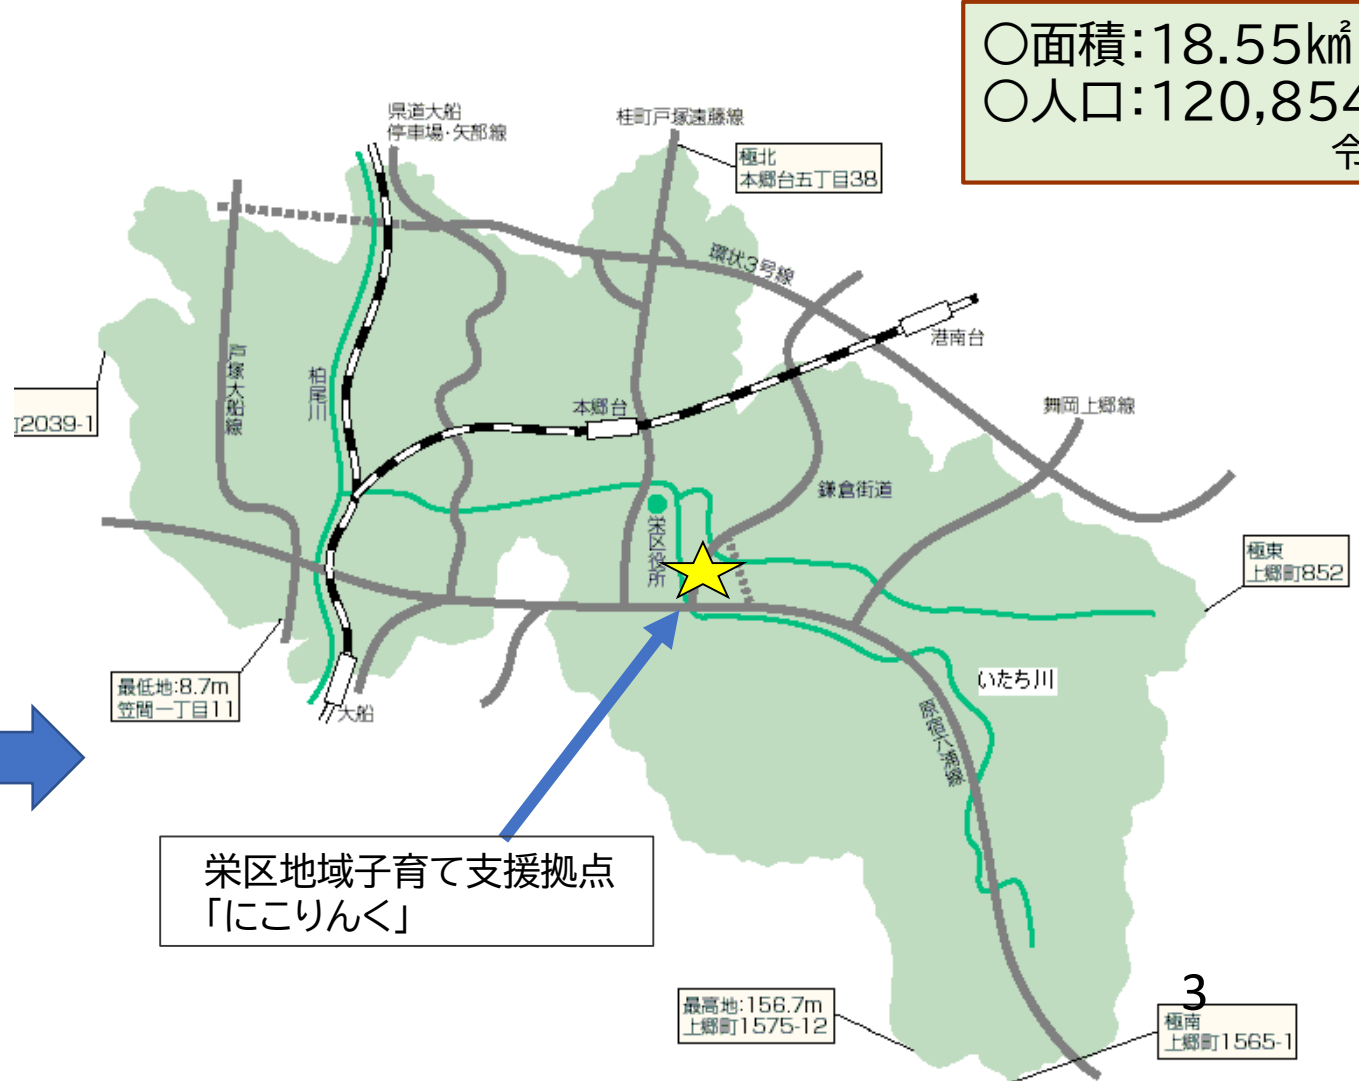 ○面積:18.55㎢
○人口:120,854
令
県道大船
停車場・矢部線
桂町戸塚遠藤線
極北
本郷台五丁目38
環状3号線
港南台
戸塚大船線
柏尾川
本郷台
舞岡上郷線
町2039-1
鎌倉街道
栄区役所
極東
上郷町852
最低地:8.7m
笠間一丁目11
大船
いたち川
原宿六浦線
栄区地域子育て支援拠点
「にこりんく」
最高地:156.7m
上郷町1575-12
3
極南
上郷町1565-1